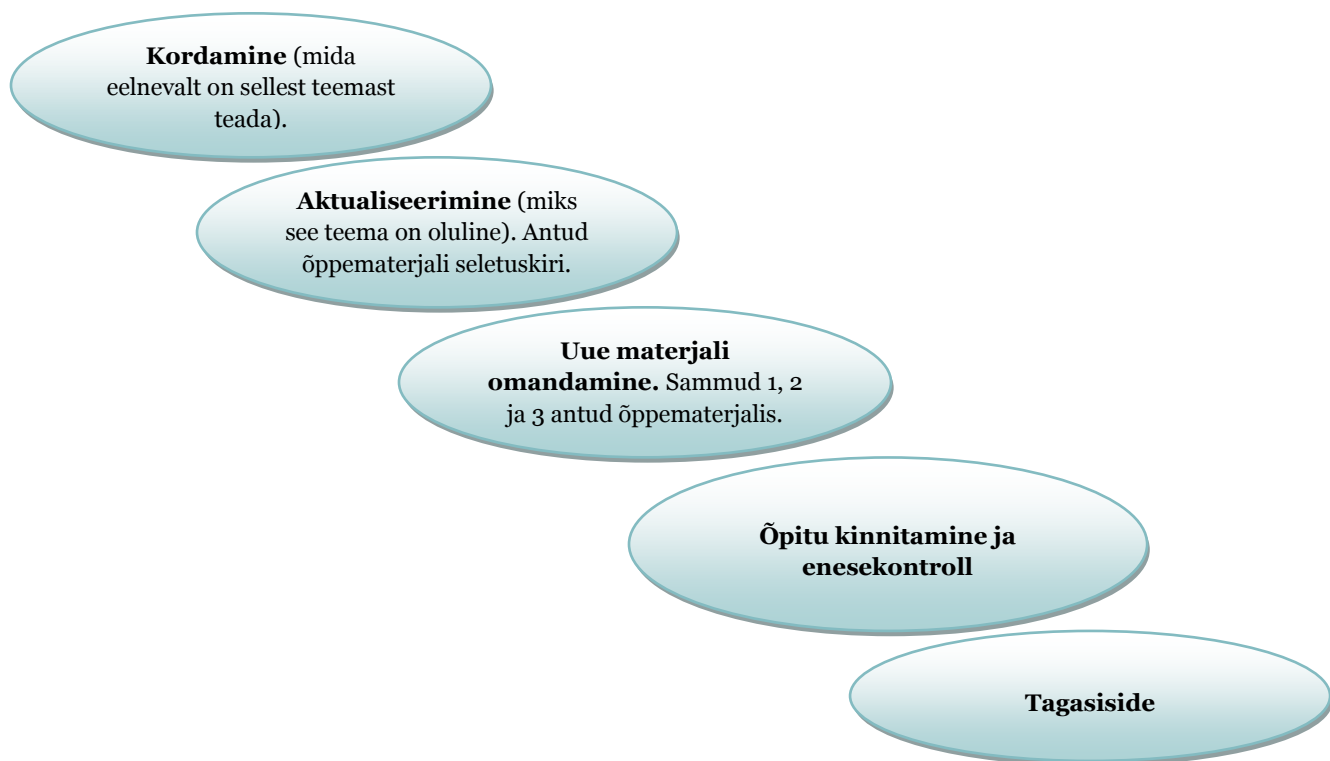 Kordamine (mida
eelnevalt on sellest teemast
teada).
Aktualiseerimine (miks
see teema on oluline). Antud
õppematerjali seletuskiri.
Uue materjali
omandamine. Sammud 1, 2
ja 3 antud õppematerjalis.
Õpitu kinnitamine ja
enesekontroll
Tagasiside